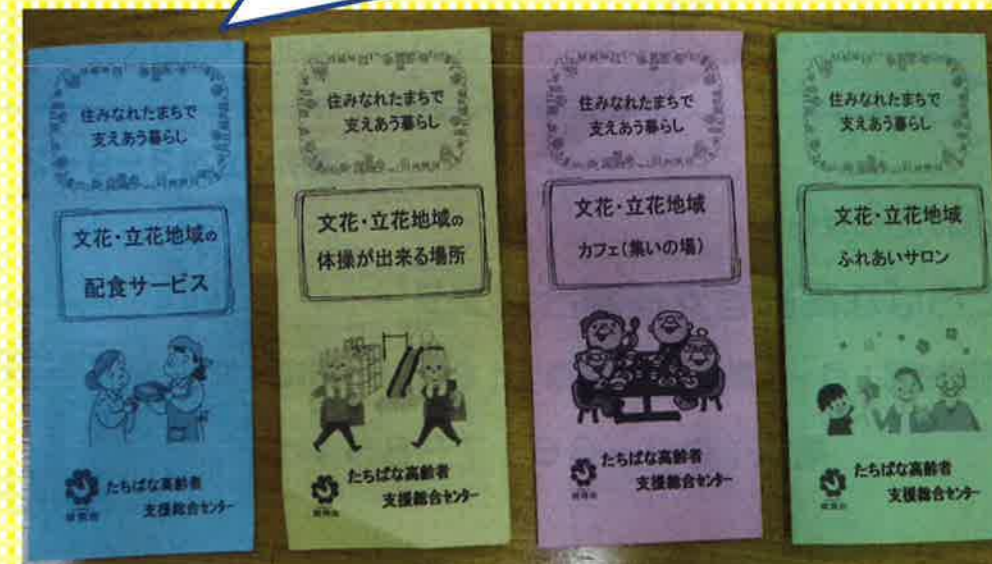 住みなれたまちで
支えあう暮らし
文花・立花地域の
配食サービス
たちばな高齢者
支援総合センター
住みなれたまちで
支えあう暮らし
文花・立花地域の
体操が出来る場所
たちばな高齢者
支援総合センター
住みなれたまちで
支えあう暮らし
文花・立花地域
カフェ(集いの場)
たちばな高齢者
支援総合センター
住みなれたまちで
支えあう暮らし
文花・立花地域
ふれあいサロン
たちばな高齢者
支援総合センター